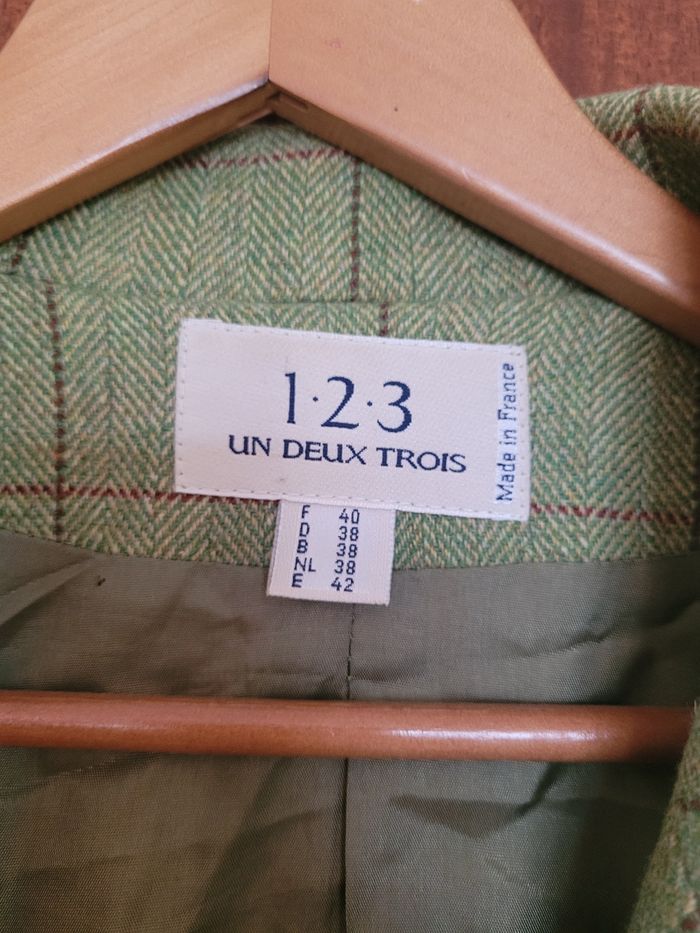 1·2·3
UN DEUX TROIS
Made in France
F 40
D 38
B 38
NL 38
E 42